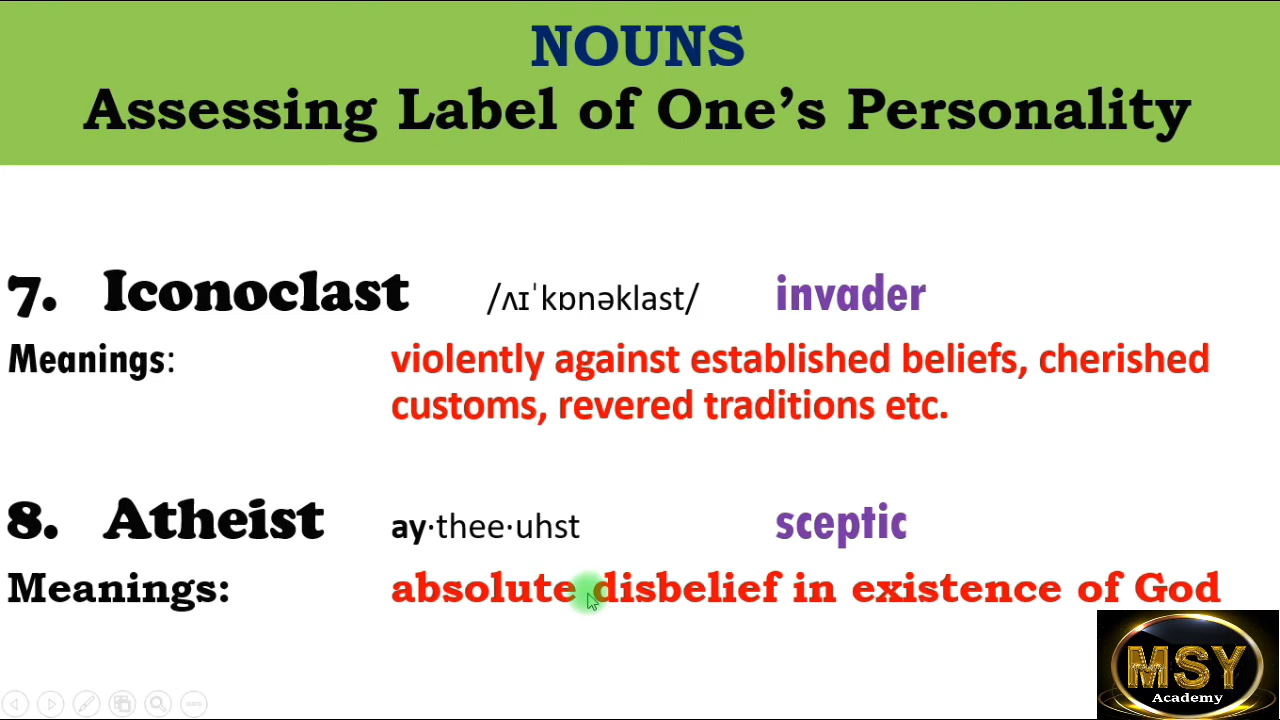 NOUNS
Assessing Label of One’s Personality
7. Iconoclast /ʌɪˈkɒnəklast/ invader
Meanings: violently against established beliefs, cherished
customs, revered traditions etc.
8. Atheist ay·thee·uhst sceptic
Meanings: absolute disbelief in existence of God
MSY
Academy